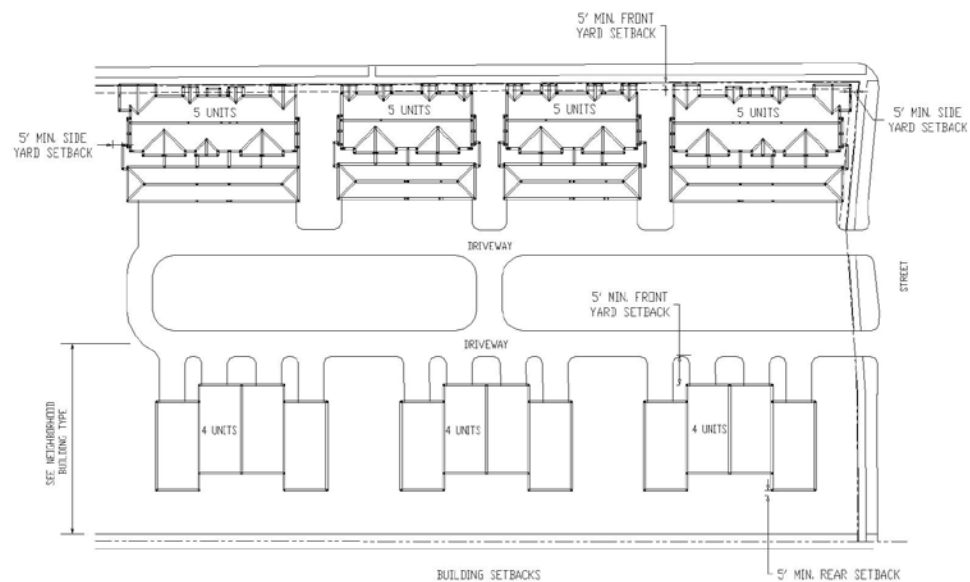 5' MIN. FRONT
YARD SETBACK
5 UNITS
5 UNITS
5 UNITS
5 UNITS
5' MIN. SIDE
YARD SETBACK
5' MIN. SIDE
YARD SETBACK
DRIVEWAY
STREET
5' MIN. FRONT
YARD SETBACK
DRIVEWAY
SEE NEIGHBORHOOD
BUILDING TYPE
4 UNITS
4 UNITS
4 UNITS
BUILDING SETBACKS
5' MIN. REAR SETBACK